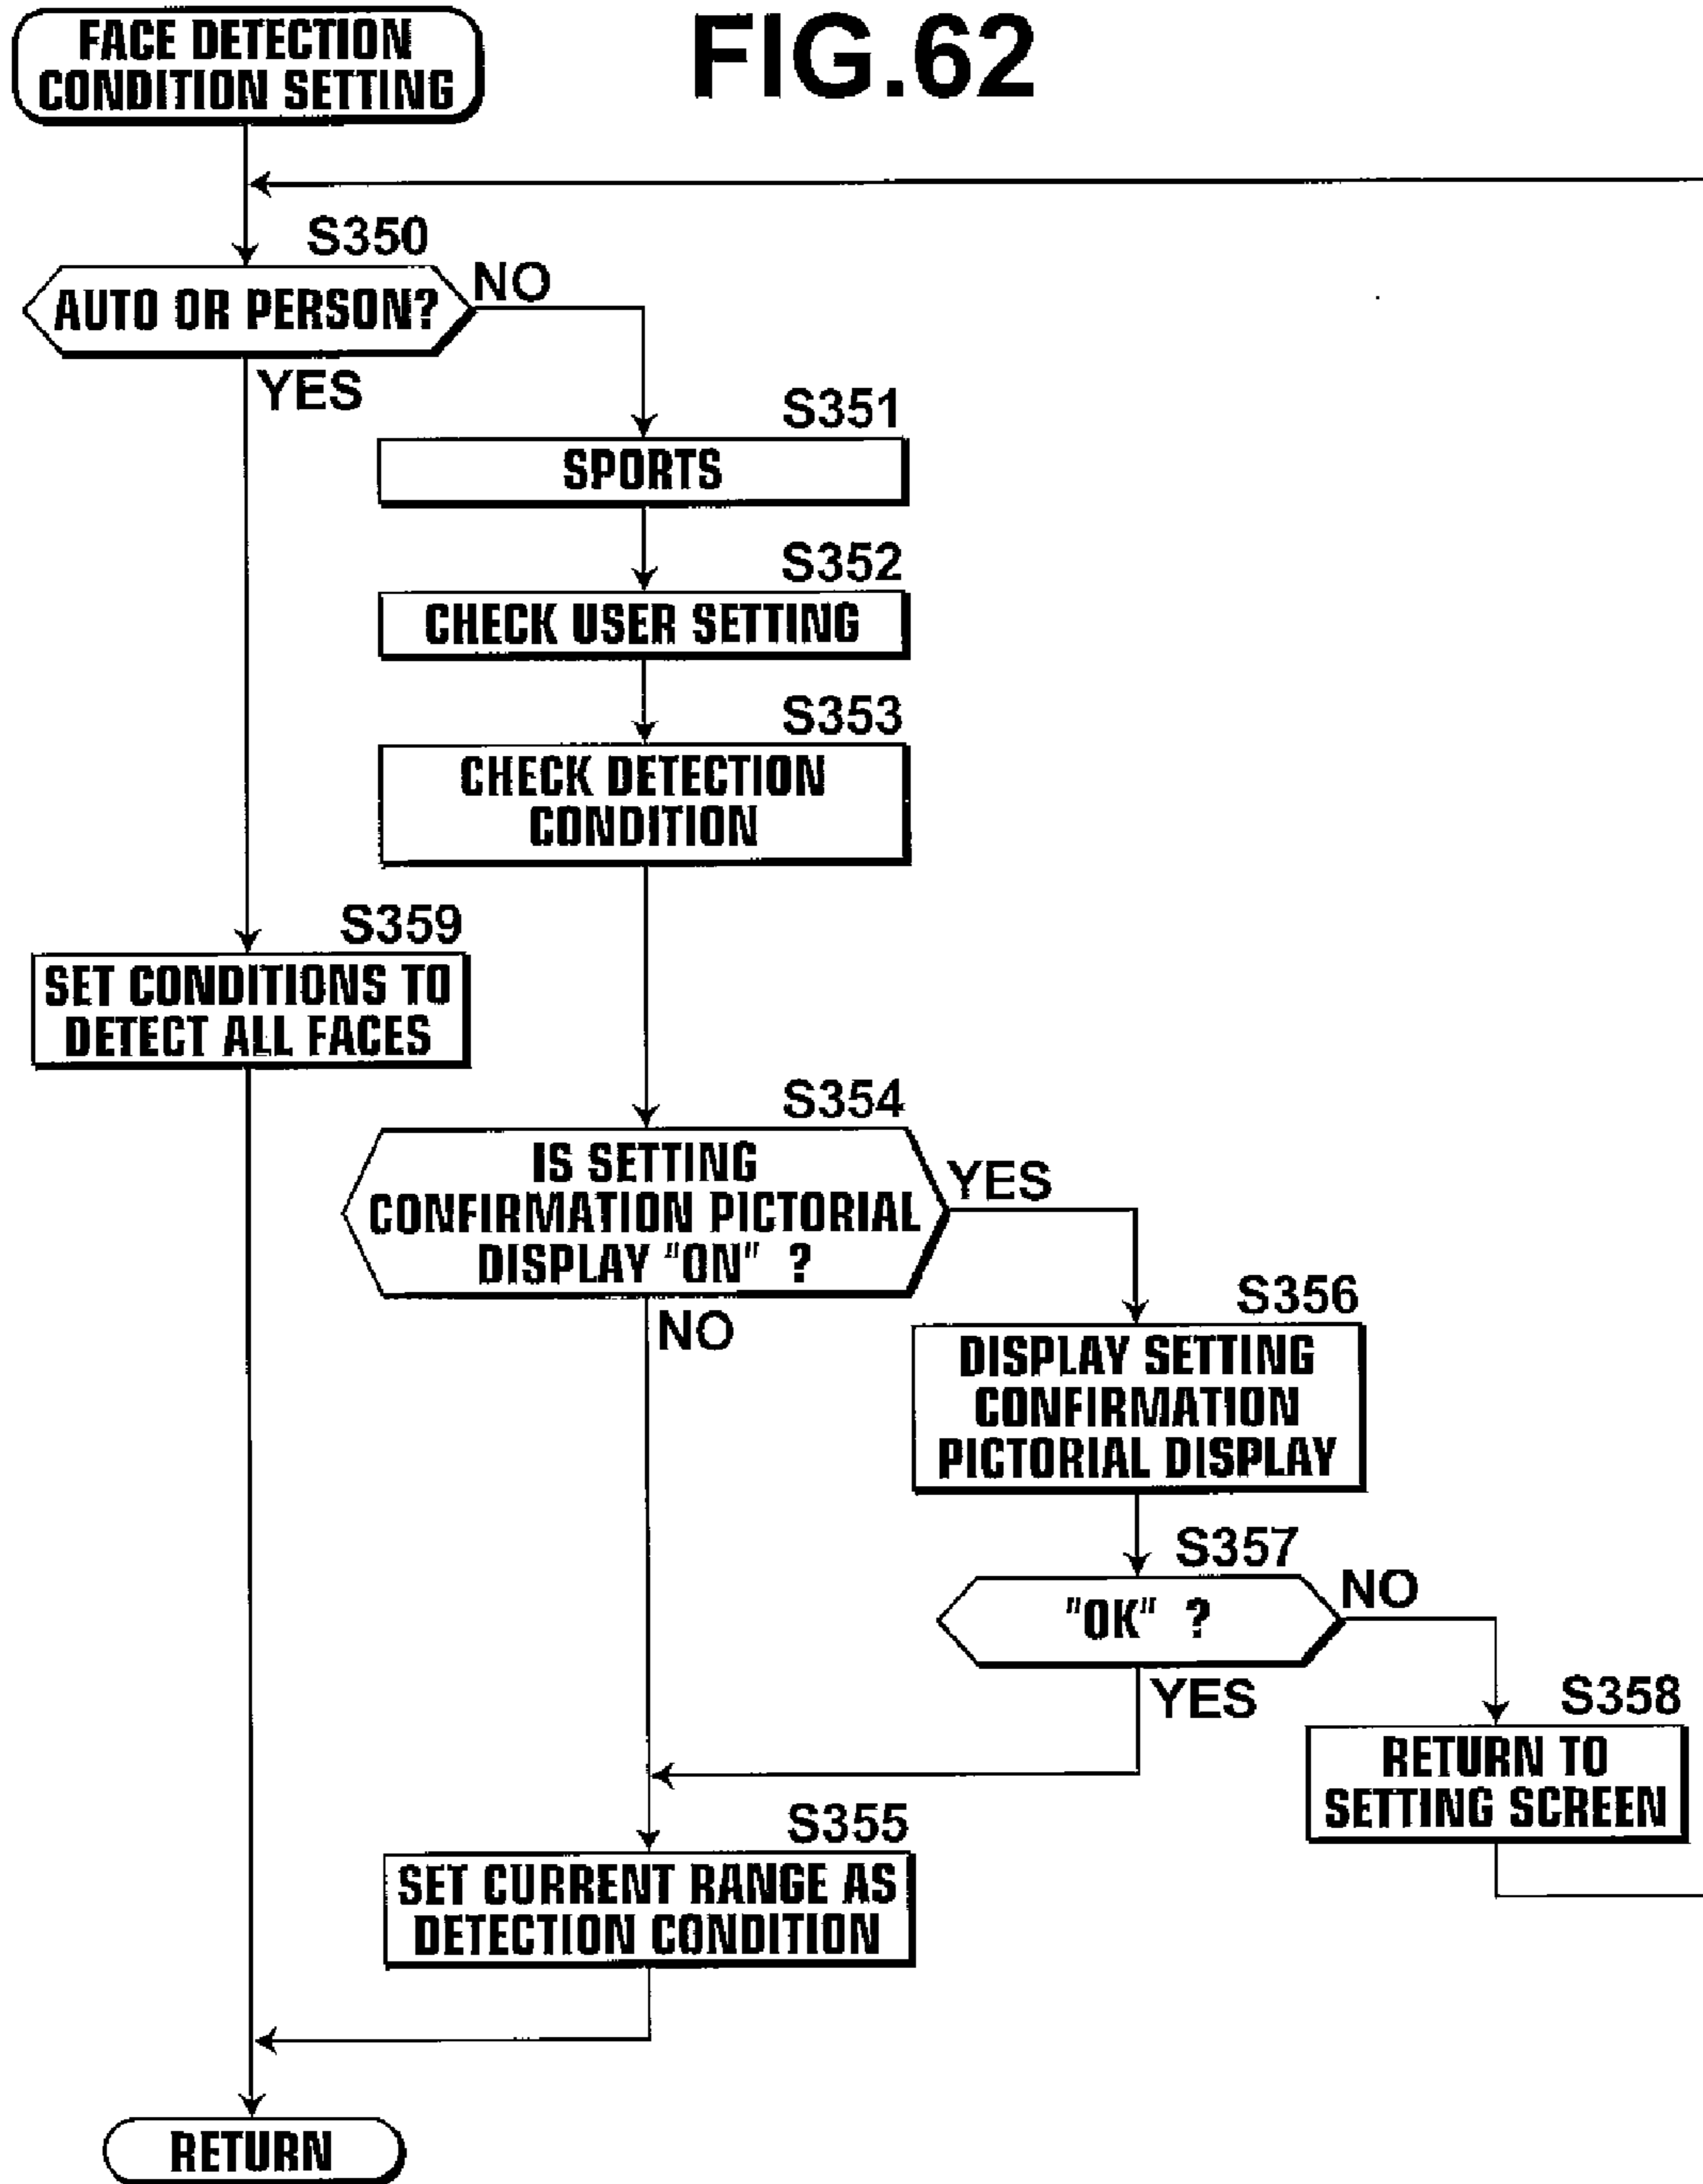 FIG.62
FACE DETECTION
CONDITION SETTING
S350
AUTO OR PERSON?
NO
YES
S351
SPORTS
S352
CHECK USER SETTING
S353
CHECK DETECTION
CONDITION
S359
SET CONDITIONS TO
DETECT ALL FACES
S354
IS SETTING
CONFIRMATION PICTORIAL
DISPLAY "ON" ?
YES
NO
S356
DISPLAY SETTING
CONFIRMATION
PICTORIAL DISPLAY
S357
"OK" ?
NO
YES
S358
RETURN TO
SETTING SCREEN
S355
SET CURRENT RANGE AS
DETECTION CONDITION
RETURN